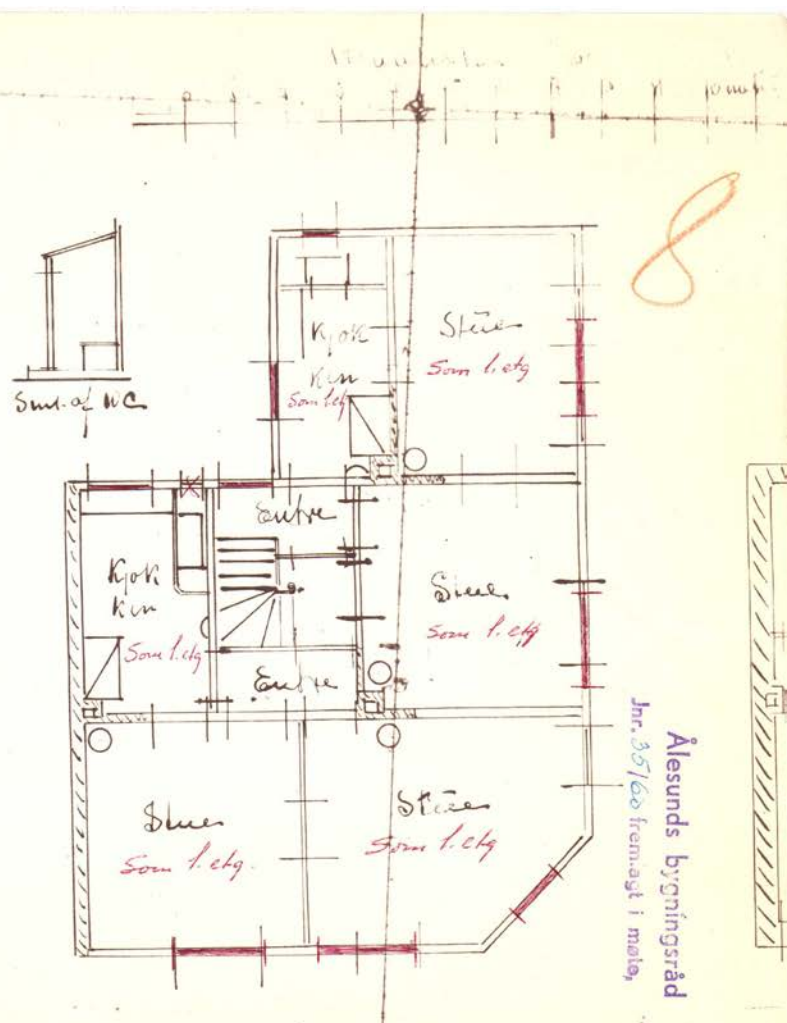 8
Stue
Som 1. etg
Kjøk
ken
Som 1. etg
af WC
Entre
Kjøk
ken
Som 1. etg
Stue
Som 1. etg
Entre
Stue
Som 1. etg.
Stue
Som 1. etg
Ålesunds bygningsråd
Jnr. 35/60 fremlagt i møte,